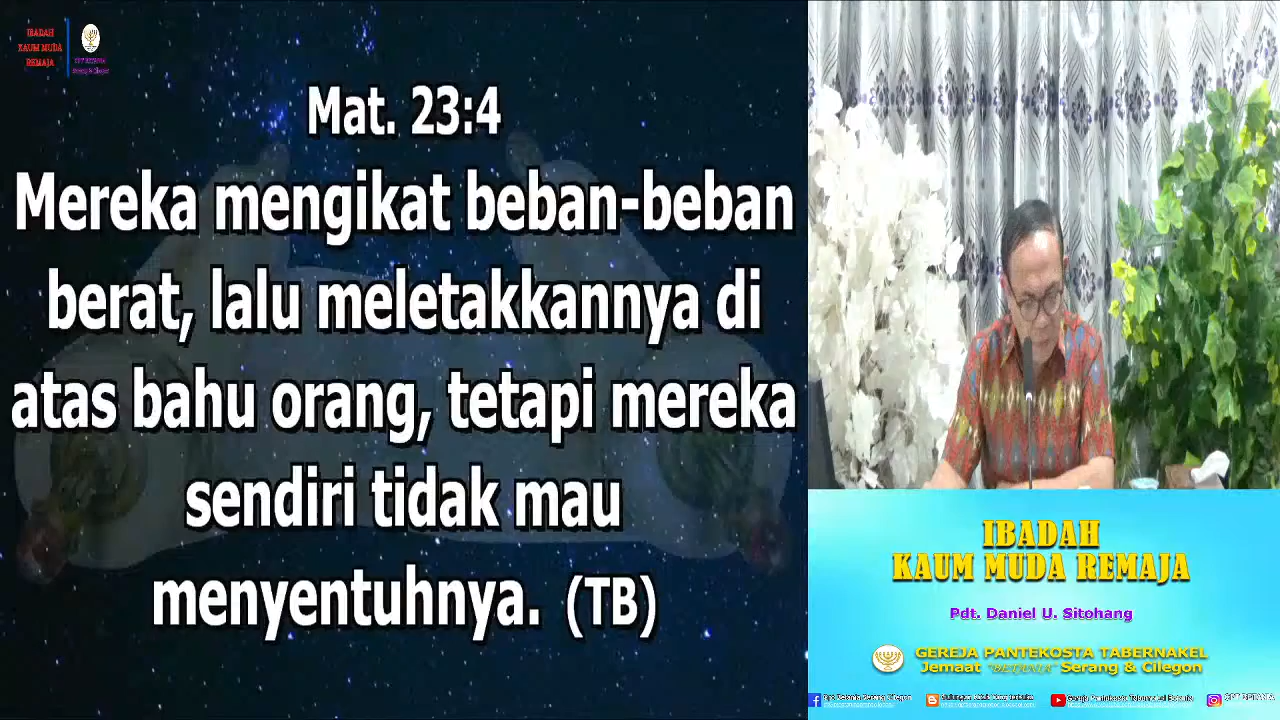 IBADAH
KAUM MUDA
REMAJA
Mat. 23:4
Mereka mengikat beban-beban
berat, lalu meletakkannya di
atas bahu orang, tetapi mereka
sendiri tidak mau
menyentuhnya. (TB)
IBADAH
KAUM MUDA REMAJA
Pdt. Daniel U. Sitohang
GEREJA PANTEKOSTA TABERNAKEL
Jemaat "BETANIA" Serang & Cilegon